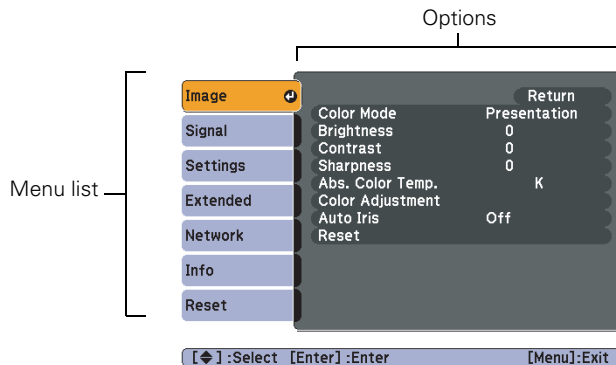 Options
Menu list
Image
Signal
Settings
Extended
Network
Info
Reset
Return
Color Mode Presentation
Brightness 0
Contrast 0
Sharpness 0
Abs. Color Temp. K
Color Adjustment
Auto Iris Off
Reset
[ ] :Select [Enter] :Enter [Menu]:Exit